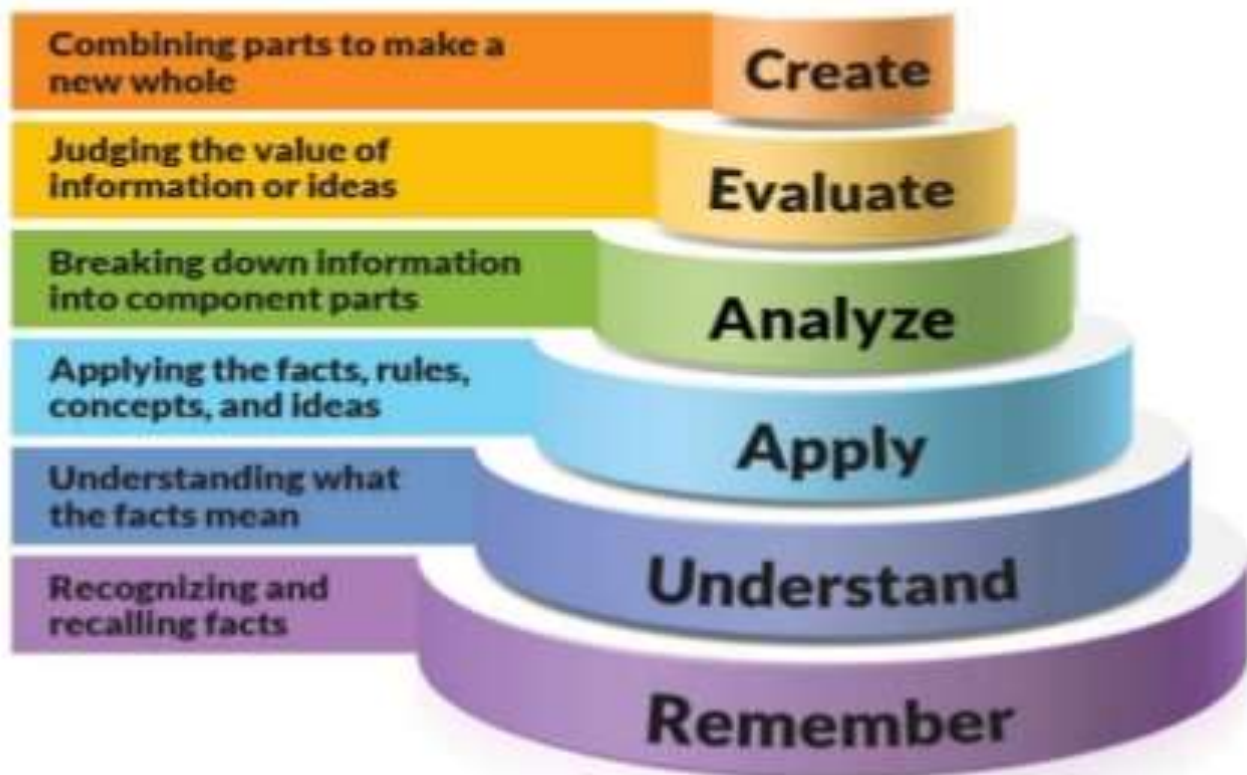 Combining parts to make a
new whole
Create
Judging the value of
information or ideas
Evaluate
Breaking down information
into component parts
Analyze
Applying the facts, rules,
concepts, and ideas
Apply
Understanding what
the facts mean
Understand
Recognizing and
recalling facts
Remember